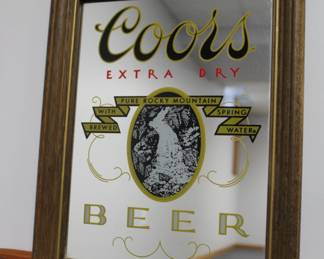 Coors
EXTRA DRY
BREWED WITH PURE ROCKY MOUNTAIN SPRING WATER
BEER